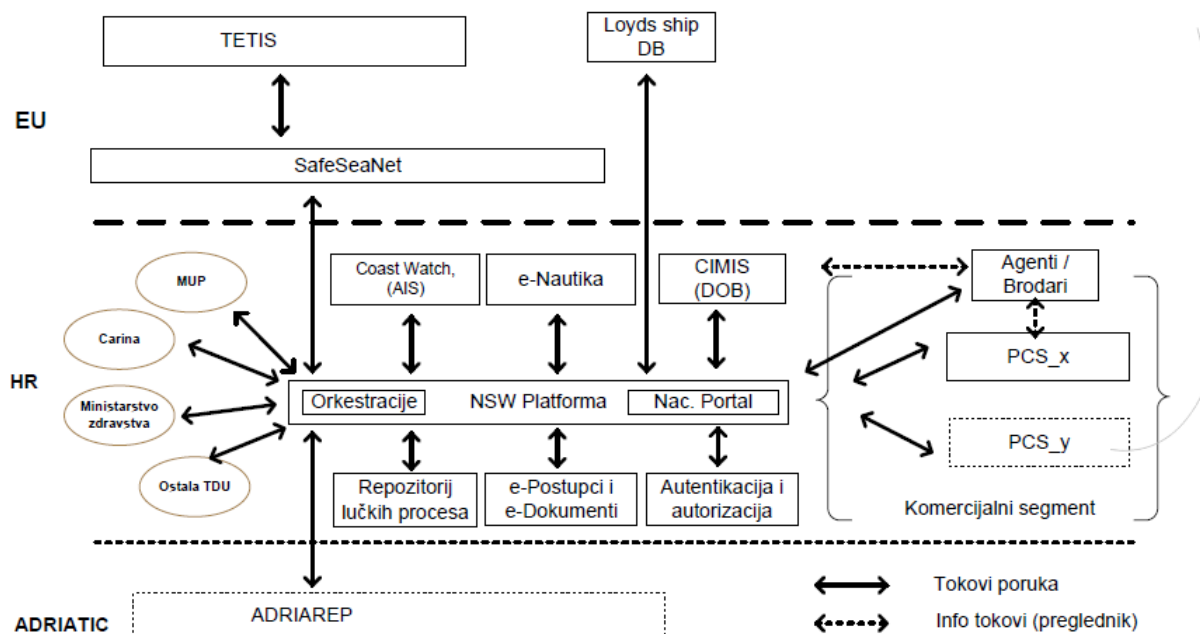 TETIS
Loyds ship
DB
EU
SafeSeaNet
MUP
Coast Watch,
(AIS)
e-Nautika
CIMIS
(DOB)
Agenti /
Brodari
Carina
PCS_x
HR
Orkestracije
NSW Platforma
Nac. Portal
Ministarstvo
zdravstva
PCS_y
Ostala TDU
Repozitorij
lučkih procesa
e-Postupci i
e-Dokumenti
Autentikacija i
autorizacija
Komercijalni segment
Tokovi poruka
ADRIATIC
ADRIAREP
Info tokovi (preglednik)